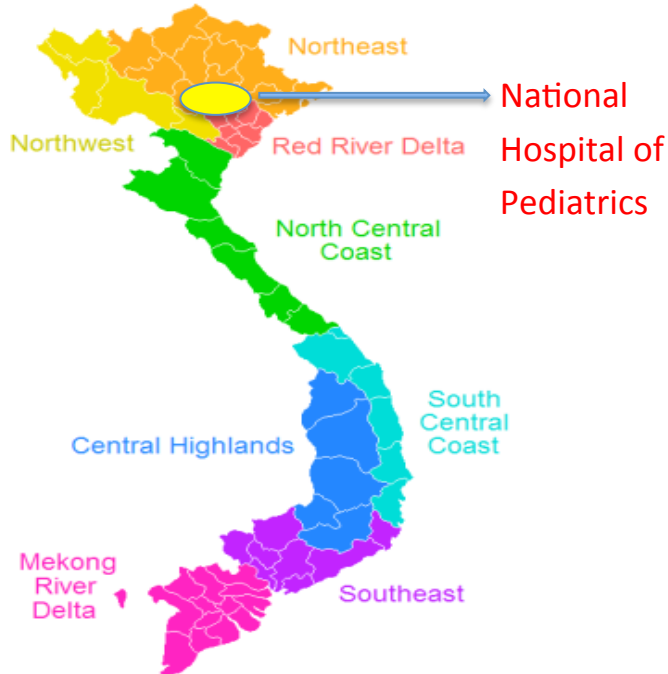 Northeast
National
Hospital of
Pediatrics
Northwest
Red River Delta
North Central
Coast
South
Central
Coast
Central Highlands
Mekong
River
Delta
Southeast